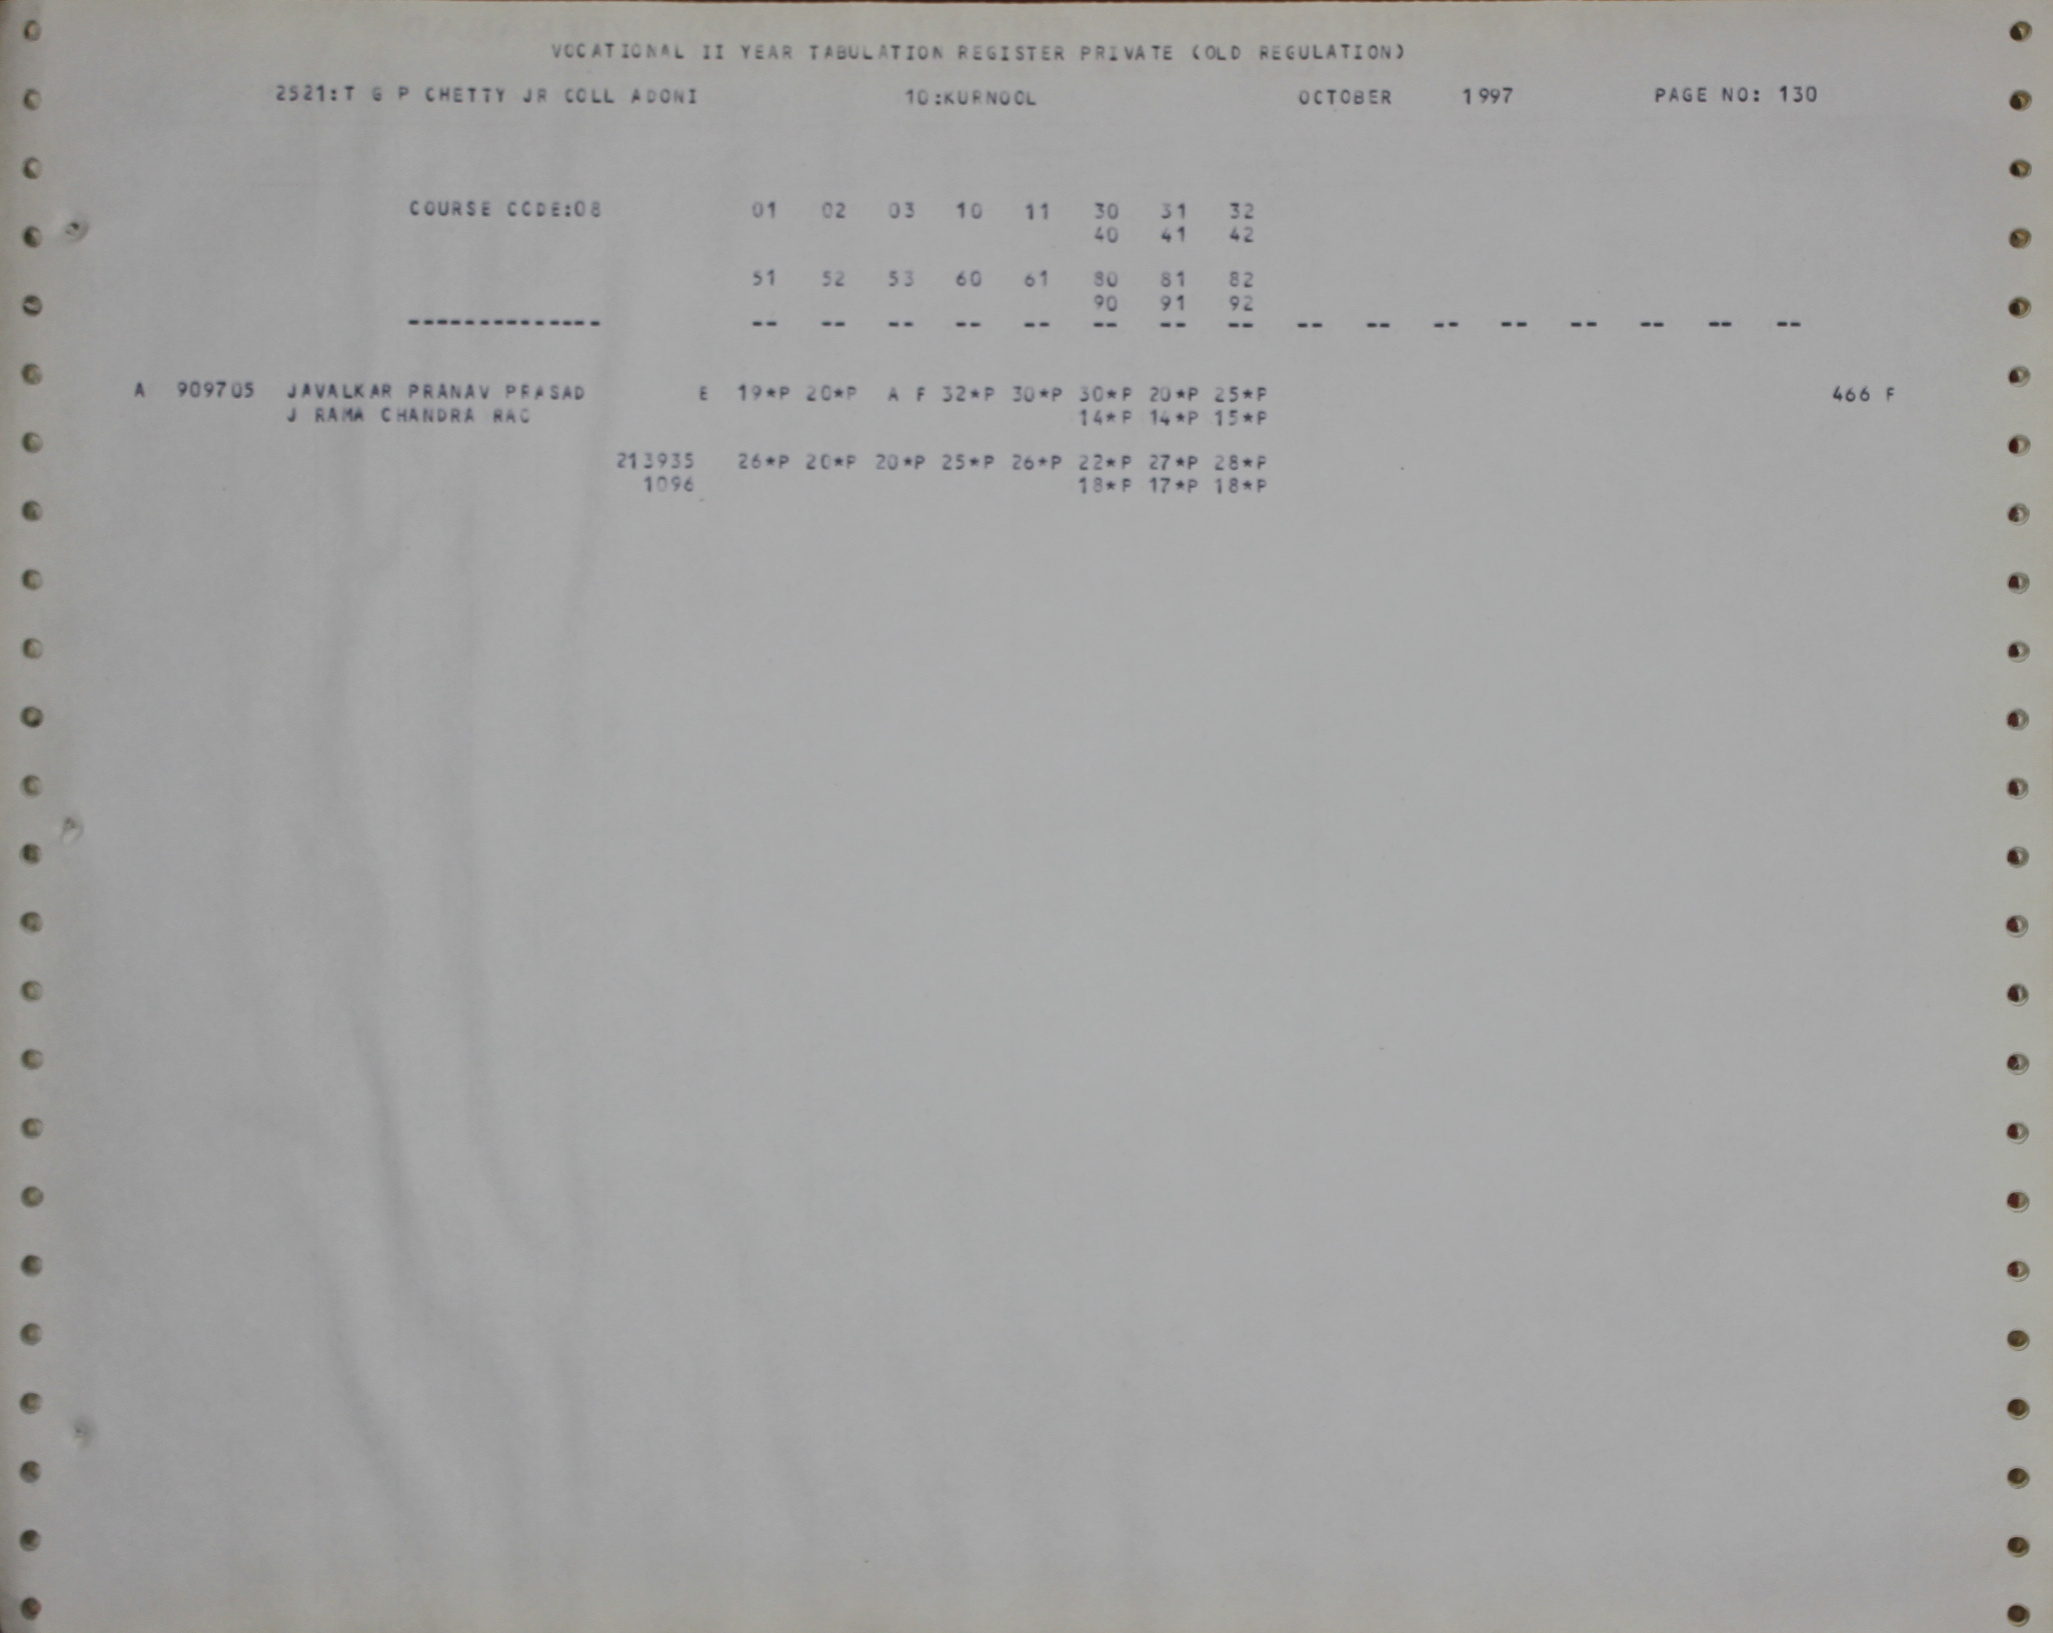 VOCATIONAL II YEAR TABULATION REGISTER PRIVATE (OLD REGULATION)
2521:T G P CHETTY JR COLL ADONI 10:KURNOOL OCTOBER 1997 PAGE NO: 130
COURSE CODE:08 01 02 03 10 11 30 31 32
40 41 42
51 52 53 60 61 80 81 82
90 91 92
-------------- -- -- -- -- -- -- -- -- -- -- -- -- -- -- -- --
A 909705 JAVALKAR PRANAV PRASAD E 19*P 20*P A F 32*P 30*P 30*P 20*P 25*P 466 F
J RAMA CHANDRA RAO 14*P 14*P 15*P
213935 26*P 20*P 20*P 25*P 26*P 22*P 27*P 28*P
1096 18*P 17*P 18*P